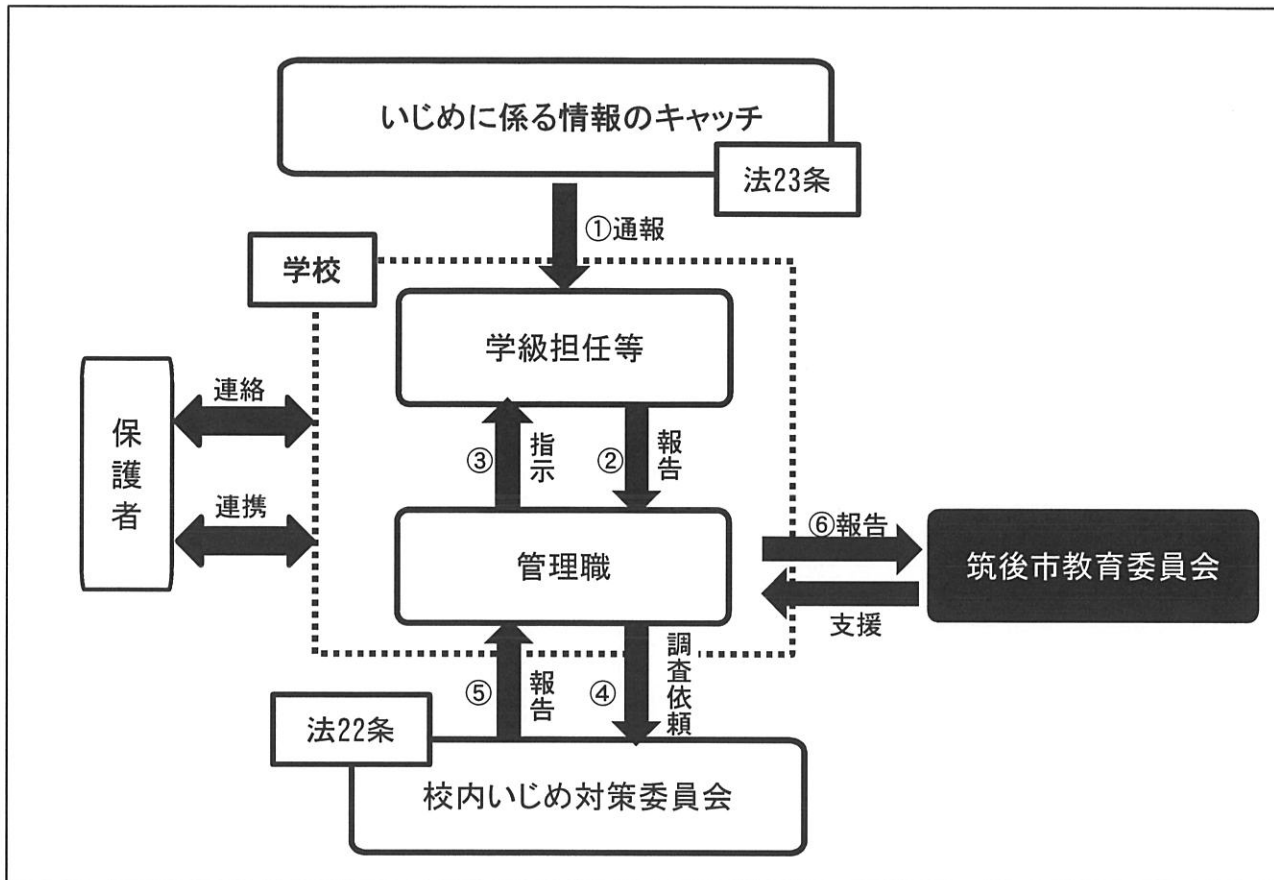 いじめに係る情報のキャッチ
法23条
①通報
学校
学級担任等
連絡
保護者
連携
③
指示
②
報告
管理職
⑥報告
筑後市教育委員会
支援
⑤
報告
④
調査依頼
法22条
校内いじめ対策委員会